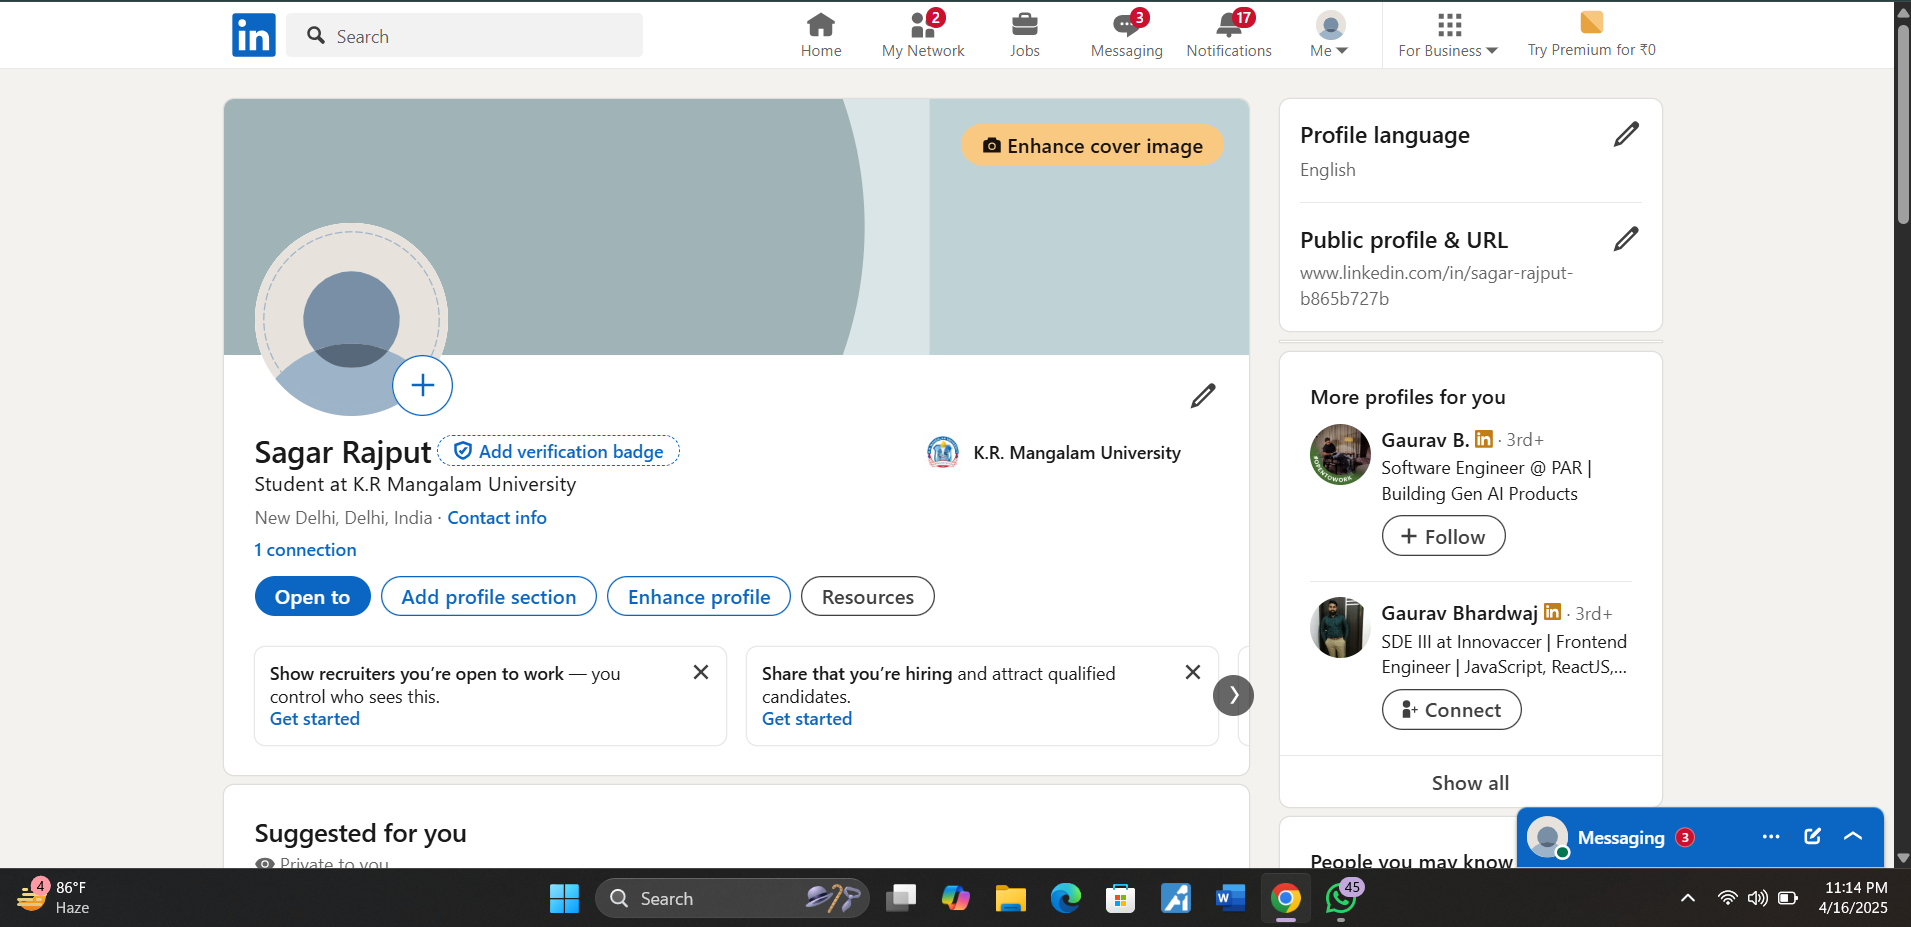 in
Search
Home
2
My Network
Jobs
3
Messaging
17
Notifications
Me
For Business
Try Premium for ₹0
Enhance cover image
Sagar Rajput
Add verification badge
K.R. Mangalam University
Student at K.R Mangalam University
New Delhi, Delhi, India · Contact info
1 connection
Open to
Add profile section
Enhance profile
Resources
Show recruiters you’re open to work — you
control who sees this.
Get started
Share that you’re hiring and attract qualified
candidates.
Get started
Suggested for you
Private to you
Profile language
English
Public profile & URL
www.linkedin.com/in/sagar-rajput-
b865b727b
More profiles for you
Gaurav B. in · 3rd+
Software Engineer @ PAR |
Building Gen AI Products
#OPENTOWORK
+ Follow
Gaurav Bhardwaj in · 3rd+
SDE III at Innovaccer | Frontend
Engineer | JavaScript, ReactJS,...
Connect
Show all
People you may know
Messaging 3
4
86°F
Haze
Search
W
45
11:14 PM
4/16/2025